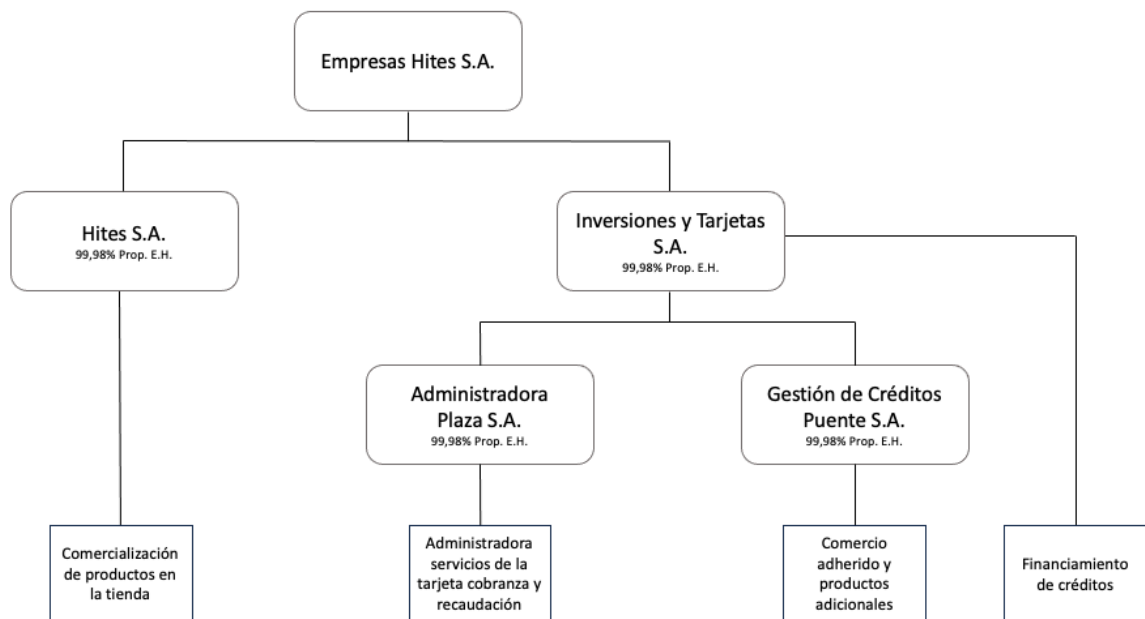 Empresas Hites S.A.
Hites S.A.
99,98% Prop. E.H.
Inversiones y Tarjetas
S.A.
99,98% Prop. E.H.
Administradora
Plaza S.A.
99,98% Prop. E.H.
Gestión de Créditos
Puente S.A.
99,98% Prop. E.H.
Comercialización
de productos en
la tienda
Administradora
servicios de la
tarjeta cobranza y
recaudación
Comercio
adherido y
productos
adicionales
Financiamiento
de créditos